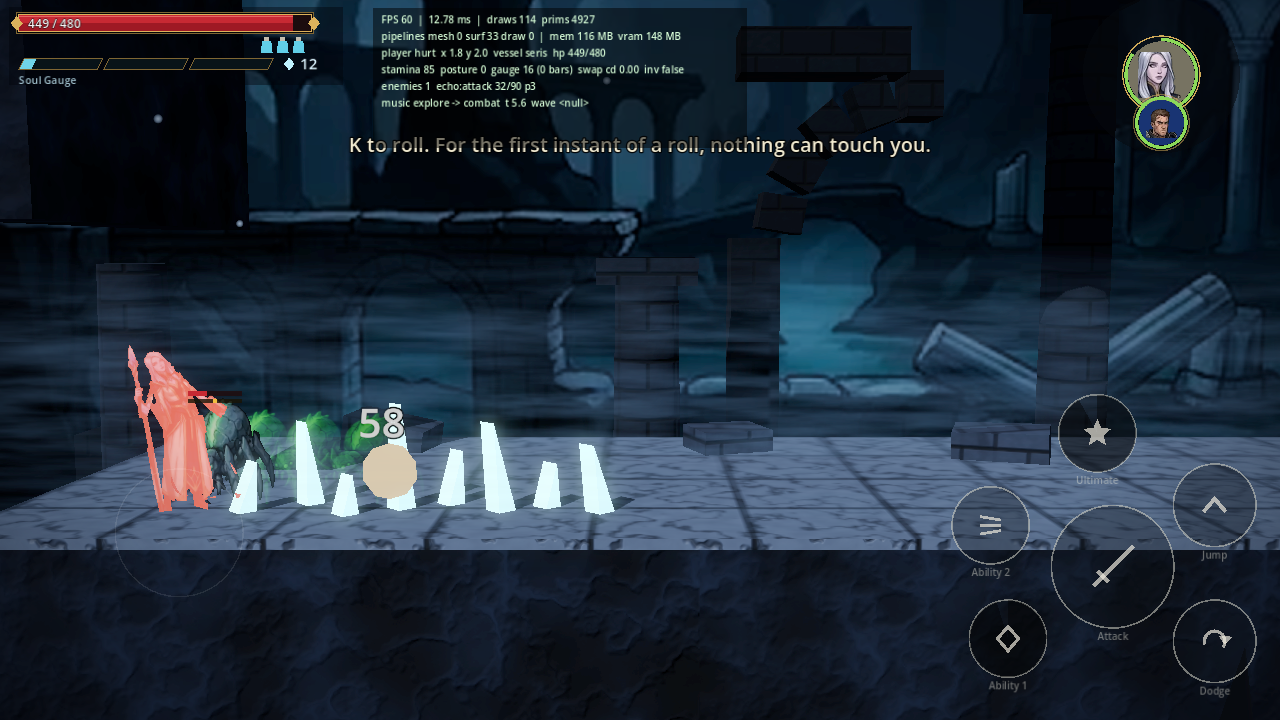 449 / 480
12
Soul Gauge
FPS 60 | 12.78 ms | draws 114 prims 4927
pipelines mesh 0 surf 33 draw 0 | mem 116 MB vram 148 MB
player hurt x 1.8 y 2.0 vessel seris hp 449/480
stamina 85 posture 0 gauge 16 (0 bars) swap cd 0.00 inv false
enemies 1 echo:attack 32/90 p3
music explore -> combat t 5.6 wave <null>
K to roll. For the first instant of a roll, nothing can touch you.
58
Ultimate
Ability 2
Jump
Attack
Ability 1
Dodge